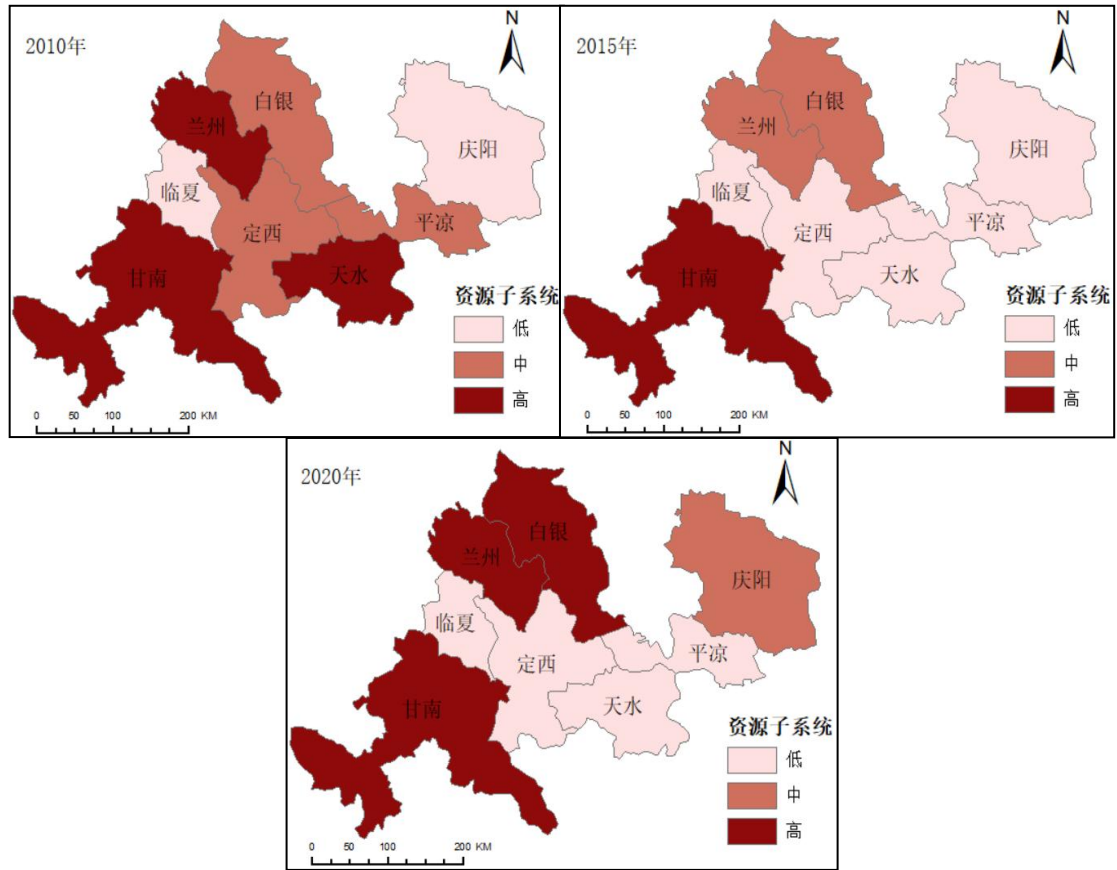 N
2010年
白银
兰州
庆阳
临夏
平凉
定西
天水
甘南
资源子系统
低
中
高
0 50 100 200 KM
N
2015年
白银
兰州
庆阳
临夏
平凉
定西
天水
甘南
资源子系统
低
中
高
0 50 100 200 KM
N
2020年
白银
兰州
庆阳
临夏
平凉
定西
天水
甘南
资源子系统
低
中
高
0 50 100 200 KM